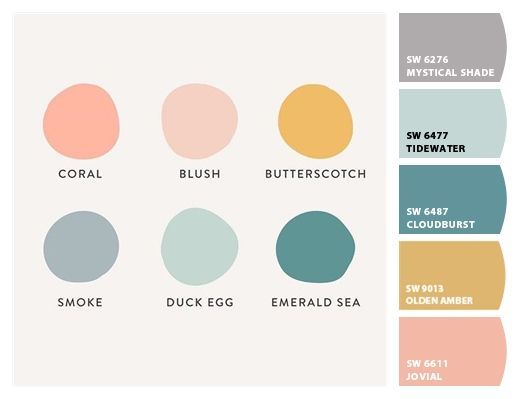 CORAL
BLUSH
BUTTERSCOTCH
SMOKE
DUCK EGG
EMERALD SEA
SW 6276
MYSTICAL SHADE
SW 6477
TIDEWATER
SW 6487
CLOUDBURST
SW 9013
OLDEN AMBER
SW 6611
JOVIAL